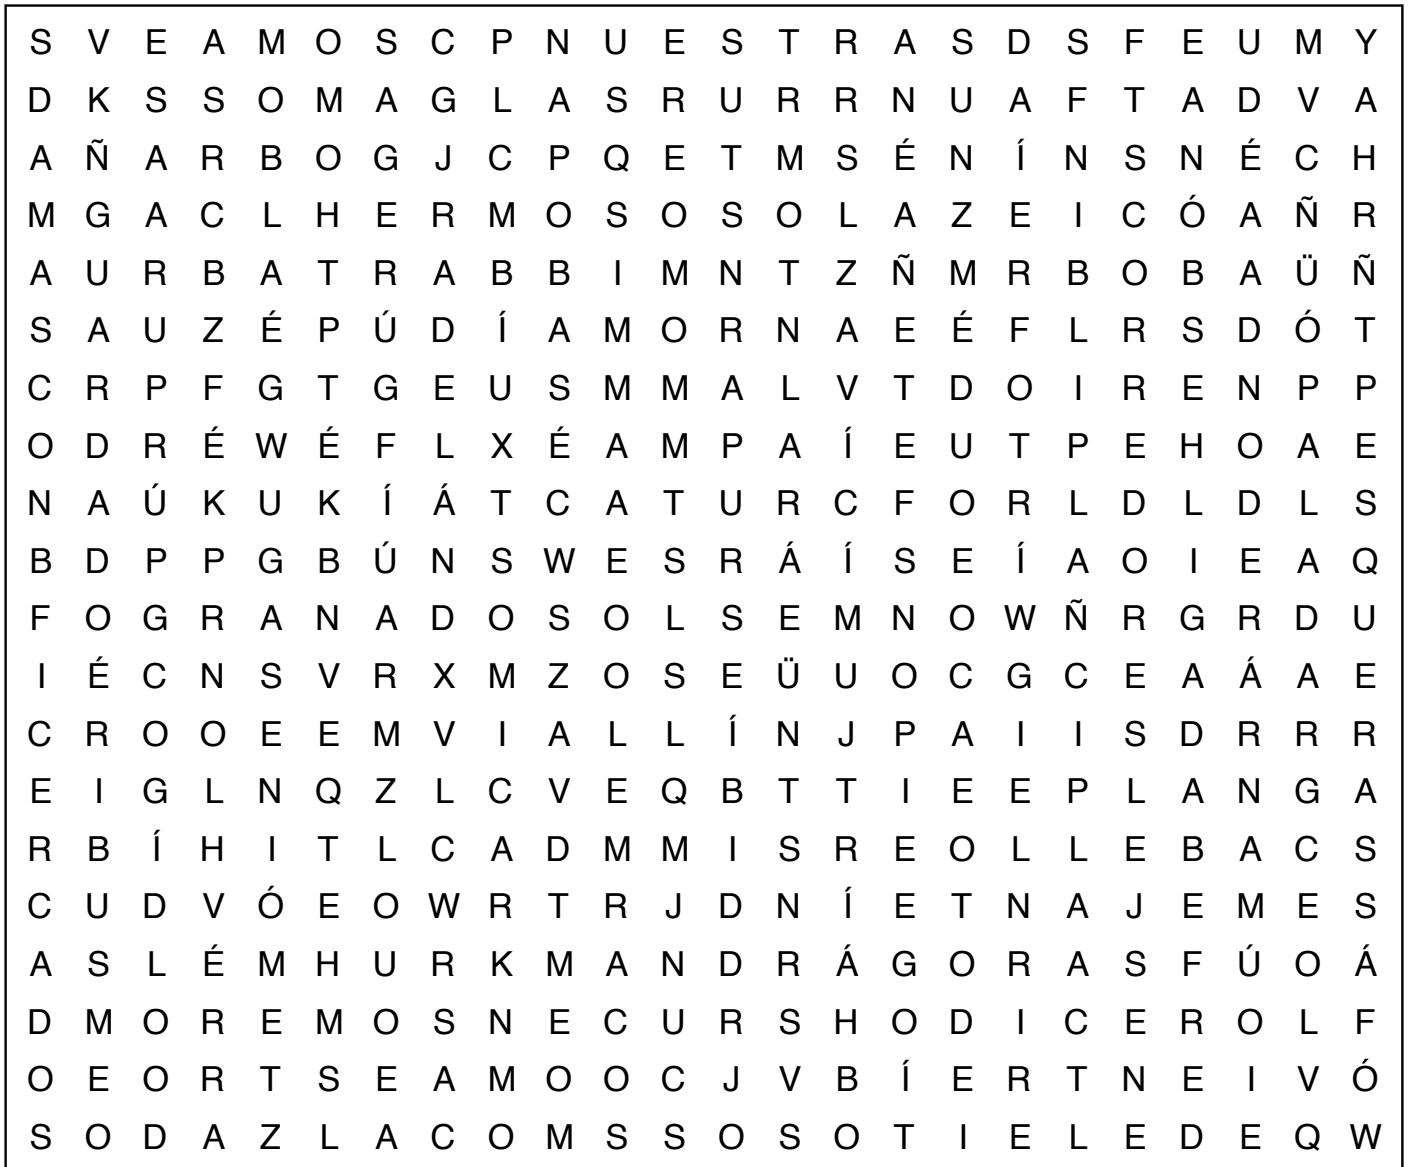 S V E A M O S C P N U E S T R A S D S F E U M Y
D K S S O M A G L A S R U R R N U A F T A D V A
A Ñ A R B O G J C P Q E T M S É N Í N S N É C H
M G A C L H E R M O S O S O L A Z E I C Ó A Ñ R
A U R B A T R A B B I M N T Z Ñ M R B O B A Ü Ñ
S A U Z É P Ú D Í A M O R N A E É F L R S D Ó T
C R P F G T G E U S M M A L V T D O I R E N P P
O D R É W É F L X É A M P A Í E U T P E H O A E
N A Ú K U K Í Á T C A T U R C F O R L D L D L S
B D P P G B Ú N S W E S R Á Í S E Í A O I E A Q
F O G R A N A D O S O L S E M N O W Ñ R G R D U
I É C N S V R X M Z O S E Ü U O C G C E A Á A E
C R O O E E M V I A L L Í N J P A I I S D R R R
E I G L N Q Z L C V E Q B T T I E E P L A N G A
R B Í H I T L C A D M M I S R E O L L E B A C S
C U D V Ó E O W R T R J D N Í E T N A J E M E S
A S L É M H U R K M A N D R Á G O R A S F Ú O Á
D M O R E M O S N E C U R S H O D I C E R O L F
O E O R T S E A M O O C J V B Í E R T N E I V Ó
S O D A Z L A C O M S S O S O T I E L E D E Q W